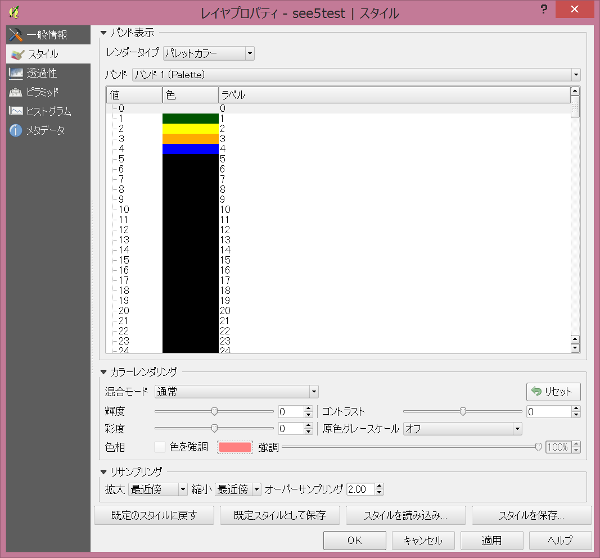 レイヤプロパティ - see5test | スタイル
?
一般情報
スタイル
透過性
ピラミッド
ヒストグラム
メタデータ
バンド表示
レンダータイプ パレットカラー
バンド バンド 1 (Palette)
値 色 ラベル
0 0
1 1
2 2
3 3
4 4
5 5
6 6
7 7
8 8
9 9
10 10
11 11
12 12
13 13
14 14
15 15
16 16
17 17
18 18
19 19
20 20
21 21
22 22
23 23
24 24
カラーレンダリング
混合モード 通常 リセット
輝度 0 コントラスト 0
彩度 0 原色グレースケール オフ
色相 色を強調 強調 100%
リサンプリング
拡大 最近傍 縮小 最近傍 オーバーサンプリング 2.00
既定のスタイルに戻す 既定スタイルとして保存 スタイルを読み込み... スタイルを保存...
OK キャンセル 適用 ヘルプ